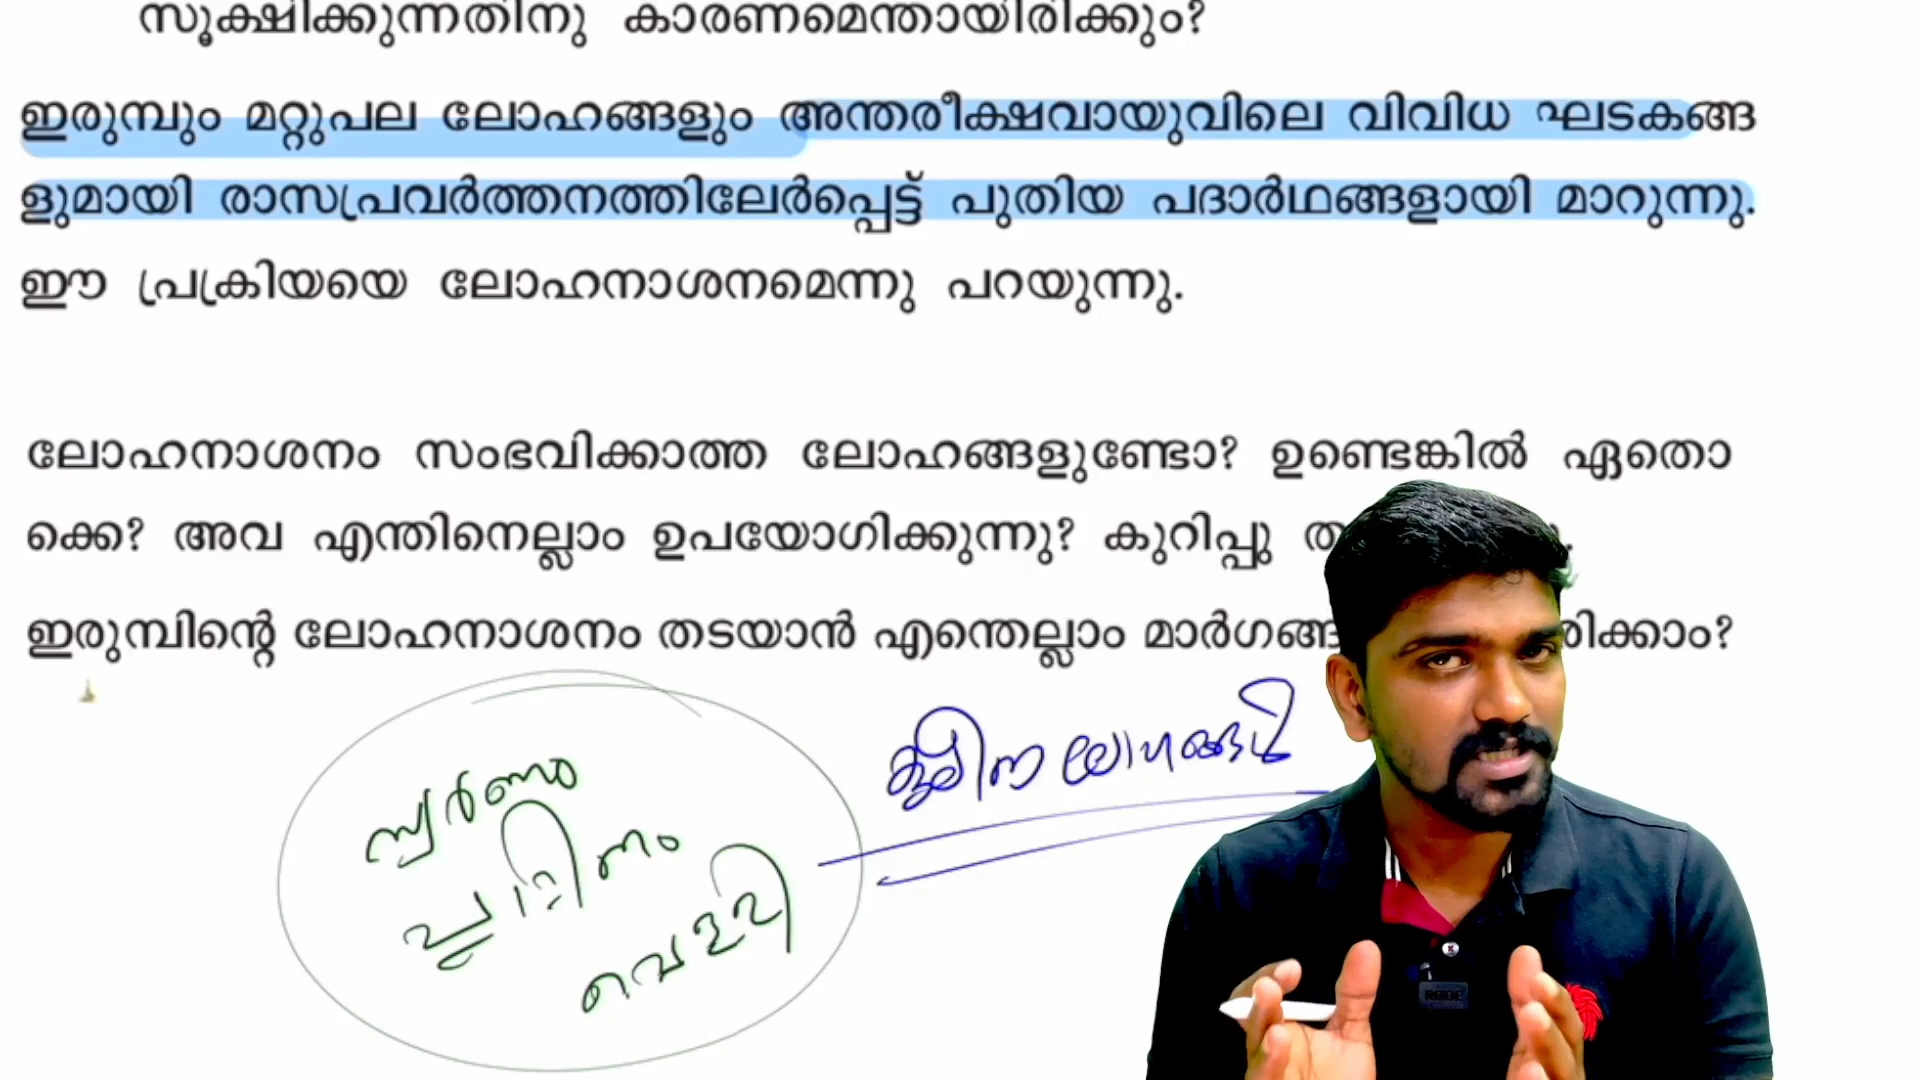 സൂക്ഷിക്കുന്നതിനു കാരണമെന്തായിരിക്കും?
ഇരുമ്പും മറ്റുപല ലോഹങ്ങളും അന്തരീക്ഷവായുവിലെ വിവിധ ഘടകങ്ങ
ളുമായി രാസപ്രവർത്തനത്തിലേർപ്പെട്ട് പുതിയ പദാർഥങ്ങളായി മാറുന്നു.
ഈ പ്രക്രിയയെ ലോഹനാശനമെന്നു പറയുന്നു.
ലോഹനാശനം സംഭവിക്കാത്ത ലോഹങ്ങളുണ്ടോ? ഉണ്ടെങ്കിൽ ഏതൊ
ക്കെ? അവ എന്തിനെല്ലാം ഉപയോഗിക്കുന്നു? കുറിപ്പു
ഇരുമ്പിന്റെ ലോഹനാശനം തടയാൻ എന്തെല്ലാം മാർഗങ്ങ രിക്കാം?
സ്വർണം
പ്ലാറ്റിനം
വെള്ളി
RØDE